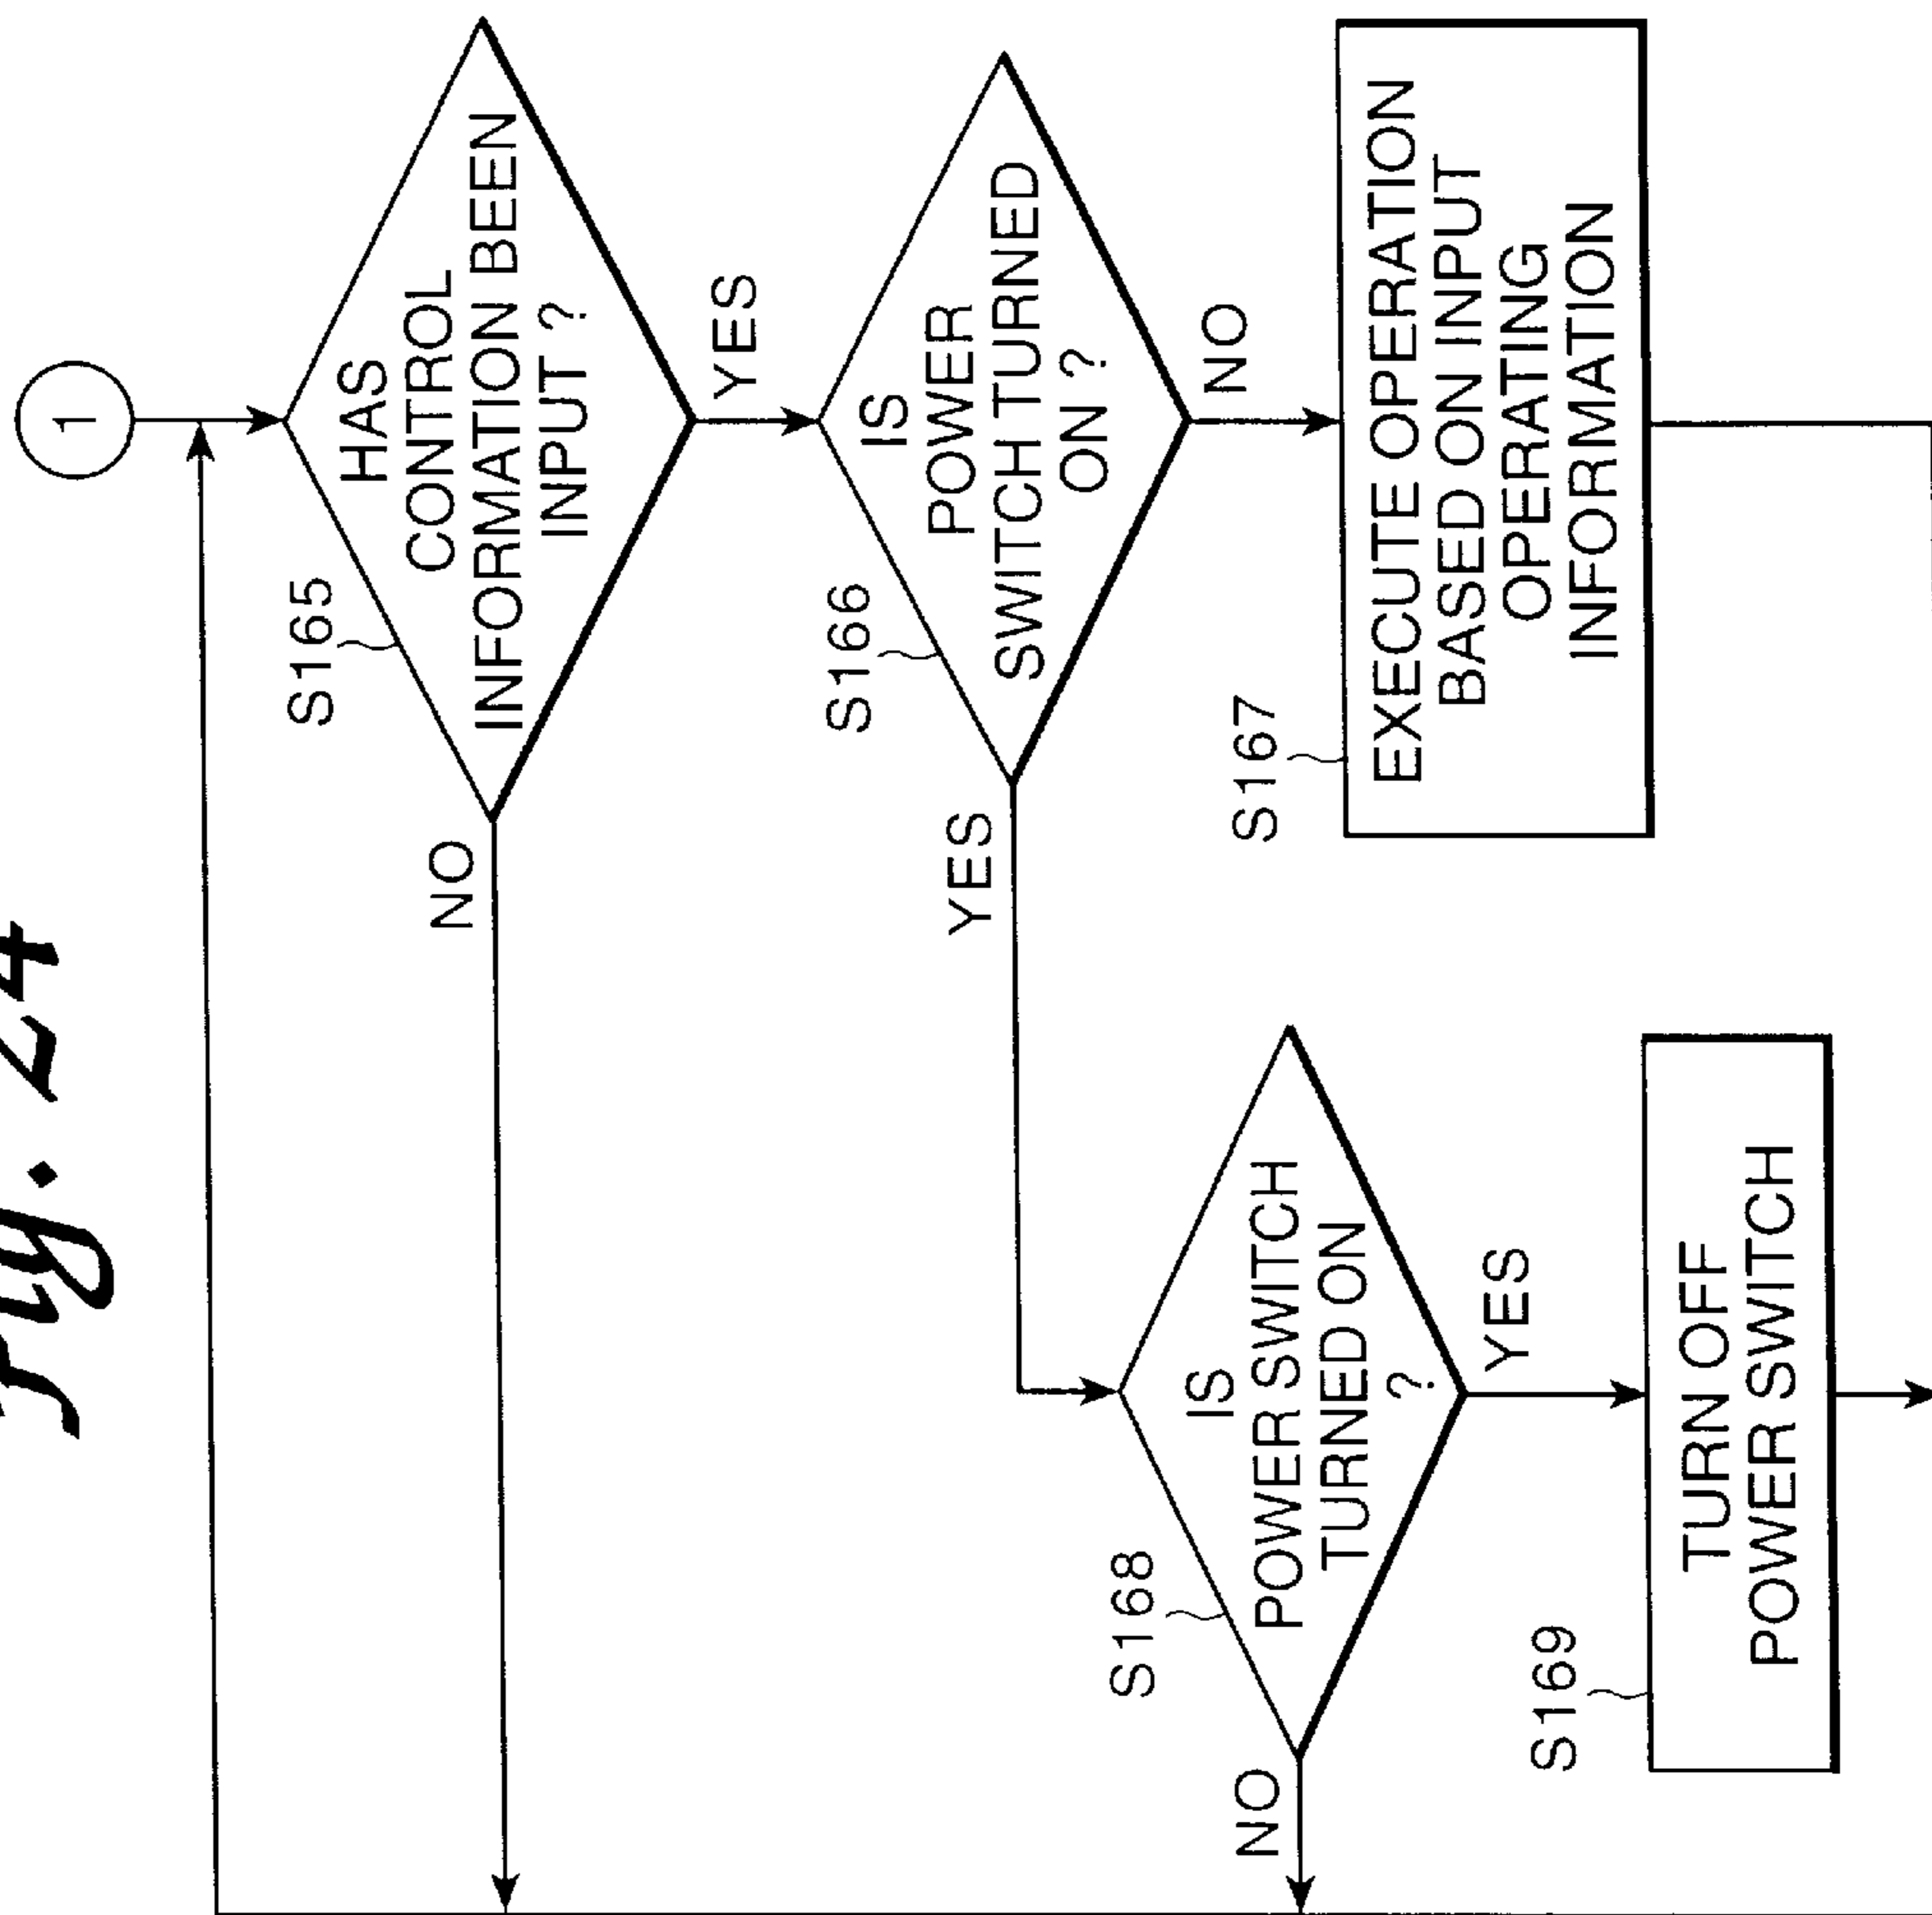 Fig. 24
1
S165
HAS
CONTROL
INFORMATION BEEN
INPUT ?
NO
YES
S166
IS
POWER
SWITCH TURNED
ON ?
YES
NO
S167
EXECUTE OPERATION
BASED ON INPUT
OPERATING
INFORMATION
S168
IS
POWER SWITCH
TURNED ON
?
NO
YES
S169
TURN OFF
POWER SWITCH